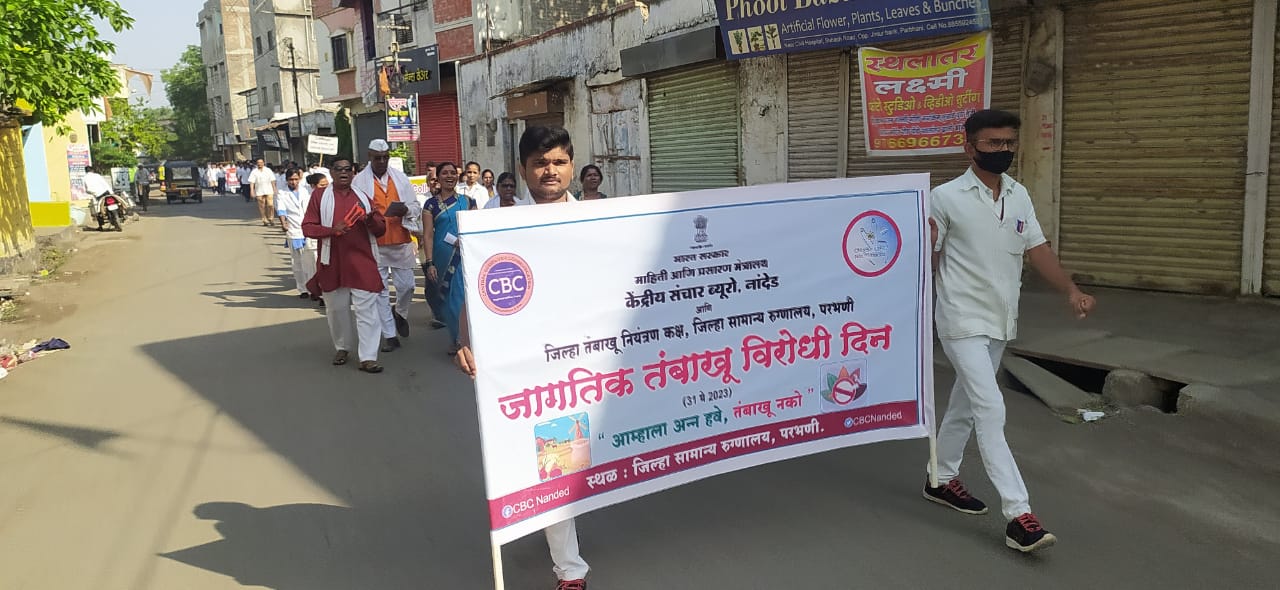 Phool
Artificial Flower, Plants, Leaves & Bunches
स्थलांतर
लक्ष्मी
फोटो स्टुडिओ & व्हिडीओ शुटींग
CBC
भारत सरकार
माहिती आणि प्रसारण मंत्रालय
केंद्रीय संचार ब्यूरो, नांदेड
आणि
जिल्हा तंबाखू नियंत्रण कक्ष, जिल्हा सामान्य रुग्णालय, परभणी
जागतिक तंबाखू विरोधी दिन
(31 मे 2023)
“ आम्हाला अन्न हवे, तंबाखू नको ”
स्थळ : जिल्हा सामान्य रुग्णालय, परभणी.
CBC Nanded
CBCNanded